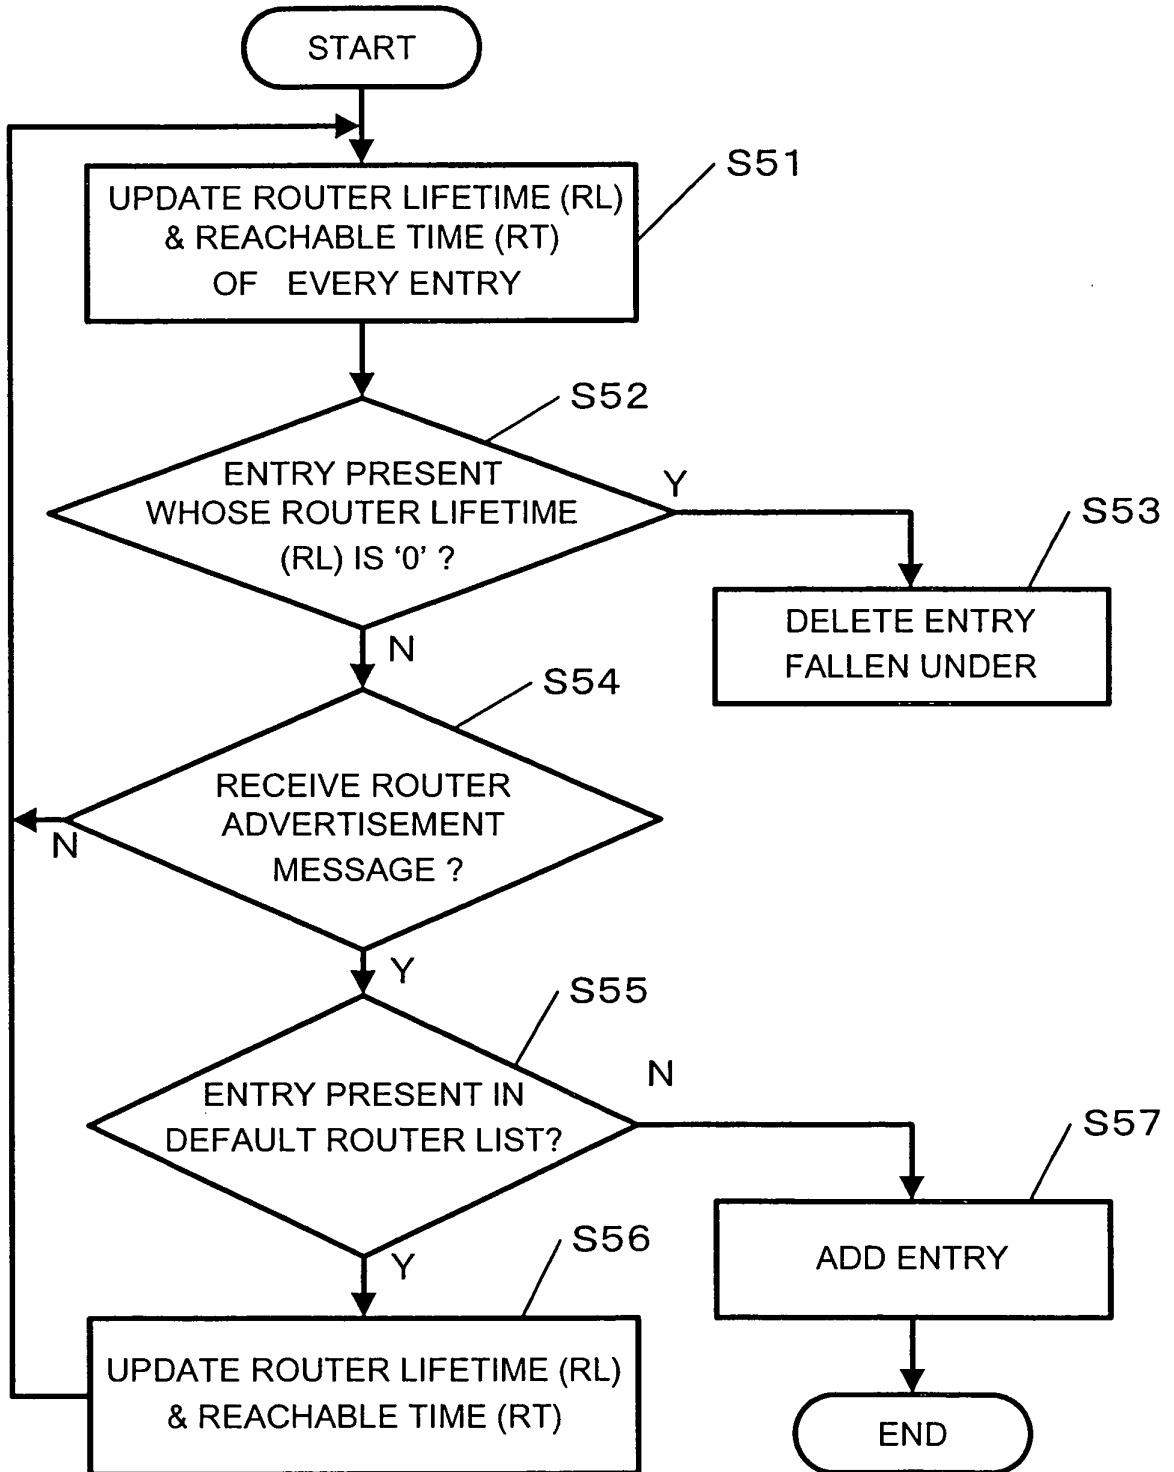 START
S51
UPDATE ROUTER LIFETIME (RL)
& REACHABLE TIME (RT)
OF EVERY ENTRY
S52
ENTRY PRESENT
WHOSE ROUTER LIFETIME
(RL) IS ‘0’ ?
Y
S53
DELETE ENTRY
FALLEN UNDER
N
S54
RECEIVE ROUTER
ADVERTISEMENT
MESSAGE ?
N
Y
S55
ENTRY PRESENT IN
DEFAULT ROUTER LIST?
N
S57
ADD ENTRY
Y
S56
UPDATE ROUTER LIFETIME (RL)
& REACHABLE TIME (RT)
END